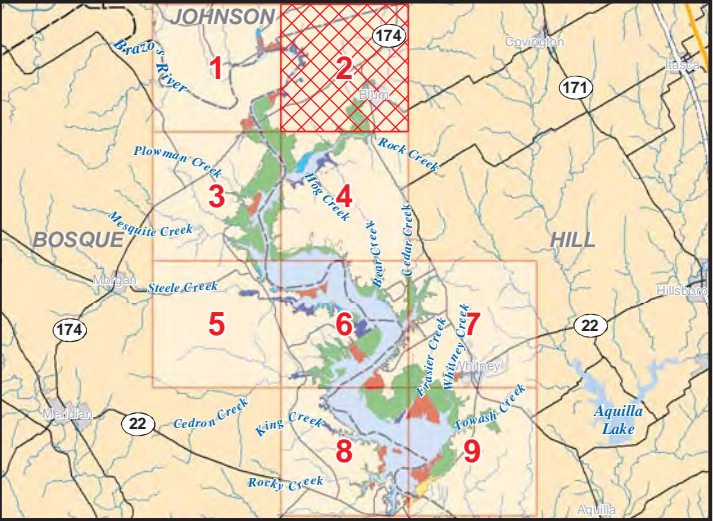 JOHNSON
Brazos River
1
2
174
Blum
Covington
Itasca
171
Plowman Creek
Rock Creek
3
Hog Creek
4
Mesquite Creek
BOSQUE
Bear Creek
Cedar Creek
HILL
Morgan
Steele Creek
Hillsboro
174
5
6
7
22
Frasier Creek
Whitney Creek
Whitney
Meridian
22
Cedron Creek
King Creek
Towash Creek
Aquilla
Lake
8
9
Rocky Creek
Aquilla